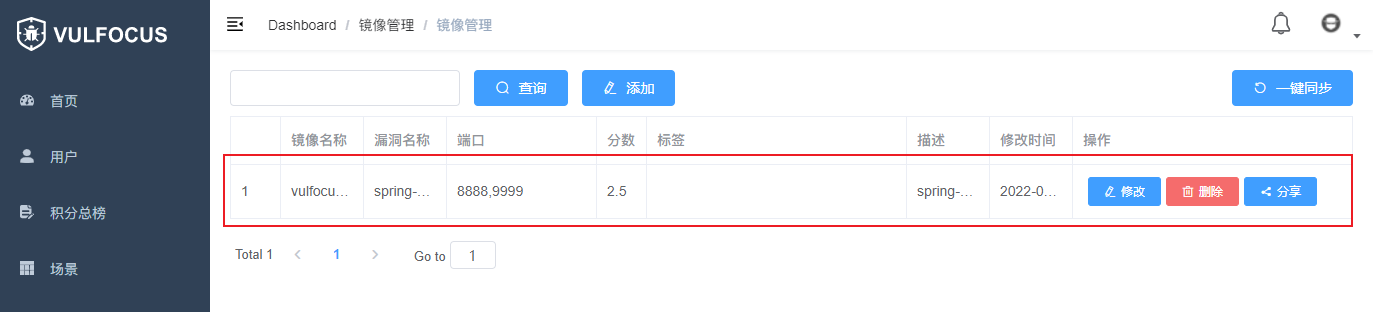 VULFOCUS
Dashboard / 镜像管理 / 镜像管理
首页
用户
积分总榜
场景
查询 添加 一键同步
镜像名称 漏洞名称 端口 分数 标签 描述 修改时间 操作
1 vulfocu... spring-... 8888,9999 2.5 spring-... 2022-0... 修改 删除 分享
Total 1 1 Go to 1